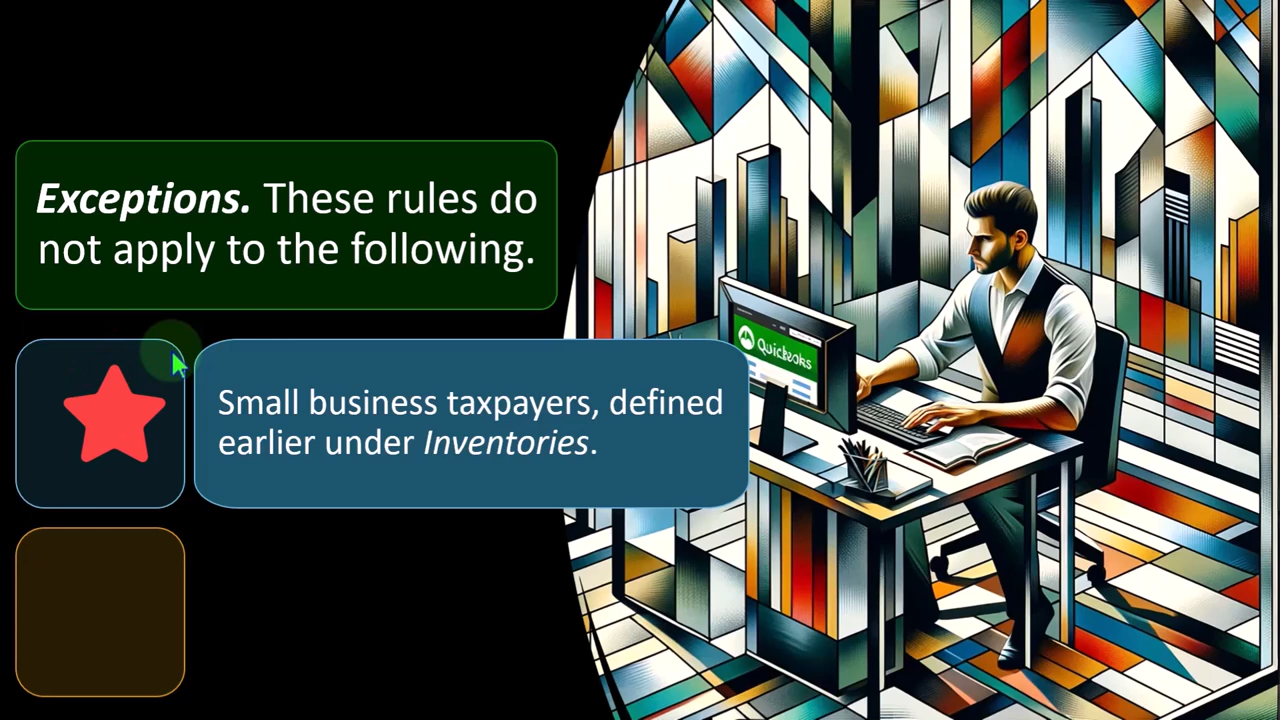 Exceptions. These rules do
not apply to the following.
Small business taxpayers, defined
earlier under Inventories.